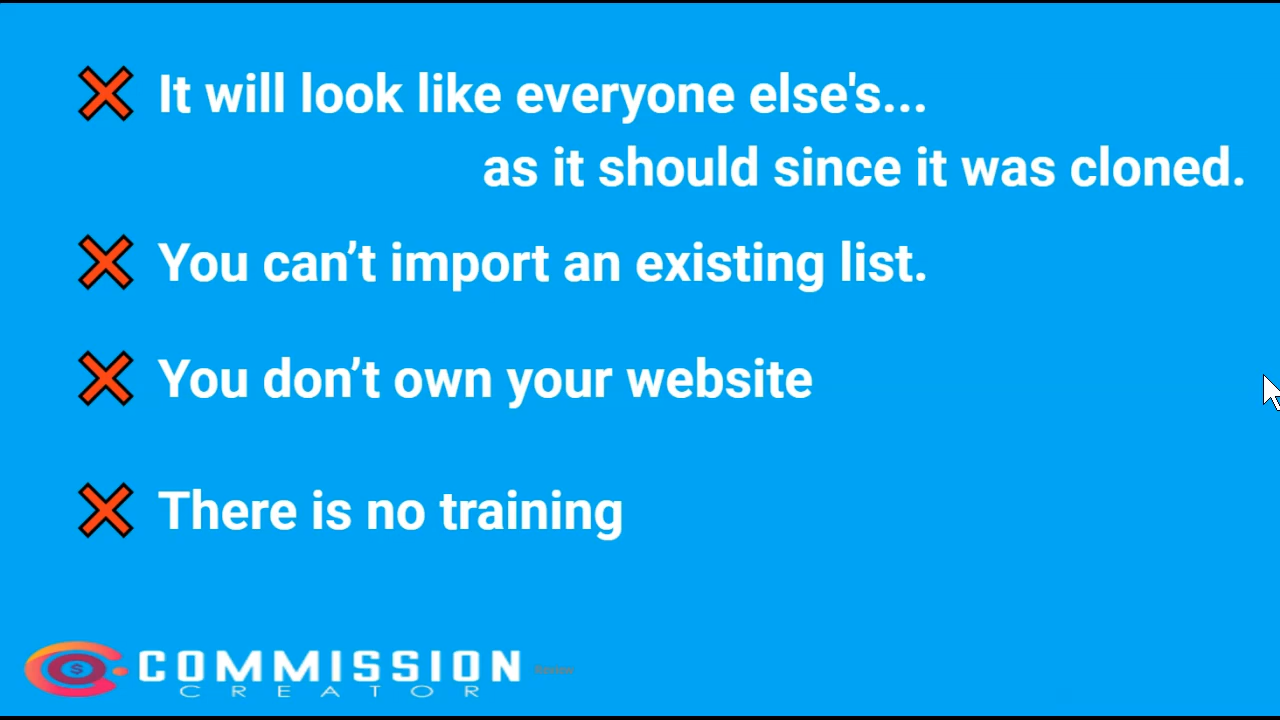 It will look like everyone else's...
as it should since it was cloned.
You can’t import an existing list.
You don’t own your website
There is no training
COMMISSION
CREATOR